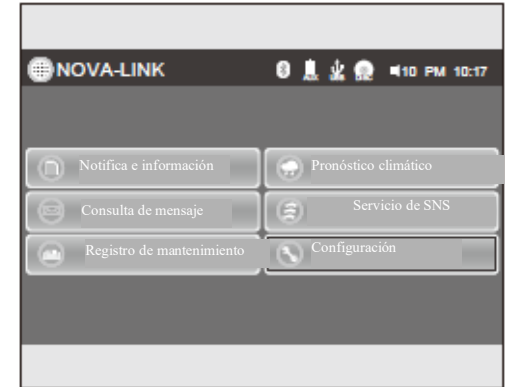 NOVA-LINK
10 PM 10:17
Notifica e información
Pronóstico climático
Consulta de mensaje
Servicio de SNS
Registro de mantenimiento
Configuración